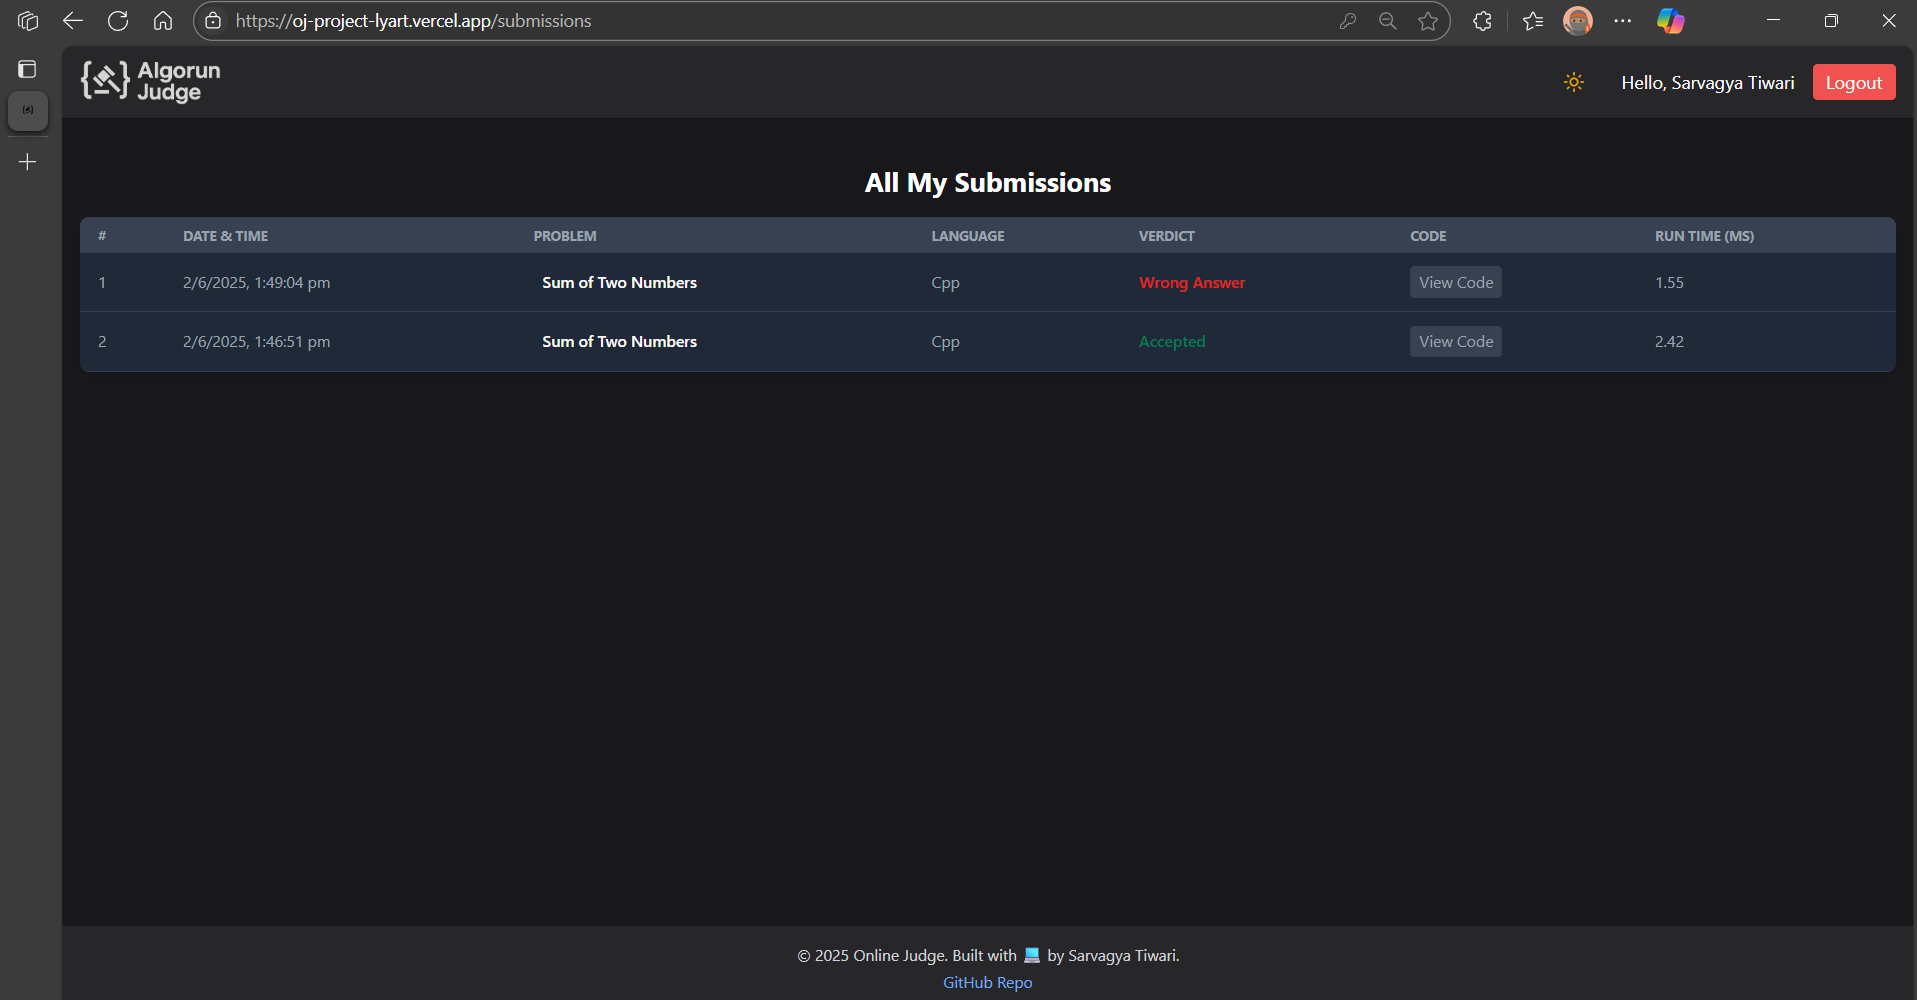 https://oj-project-lyart.vercel.app/submissions
Algorun
Judge
Hello, Sarvagya Tiwari
Logout
All My Submissions
# DATE & TIME PROBLEM LANGUAGE VERDICT CODE RUN TIME (MS)
1 2/6/2025, 1:49:04 pm Sum of Two Numbers Cpp Wrong Answer View Code 1.55
2 2/6/2025, 1:46:51 pm Sum of Two Numbers Cpp Accepted View Code 2.42
© 2025 Online Judge. Built with 💻 by Sarvagya Tiwari.
GitHub Repo